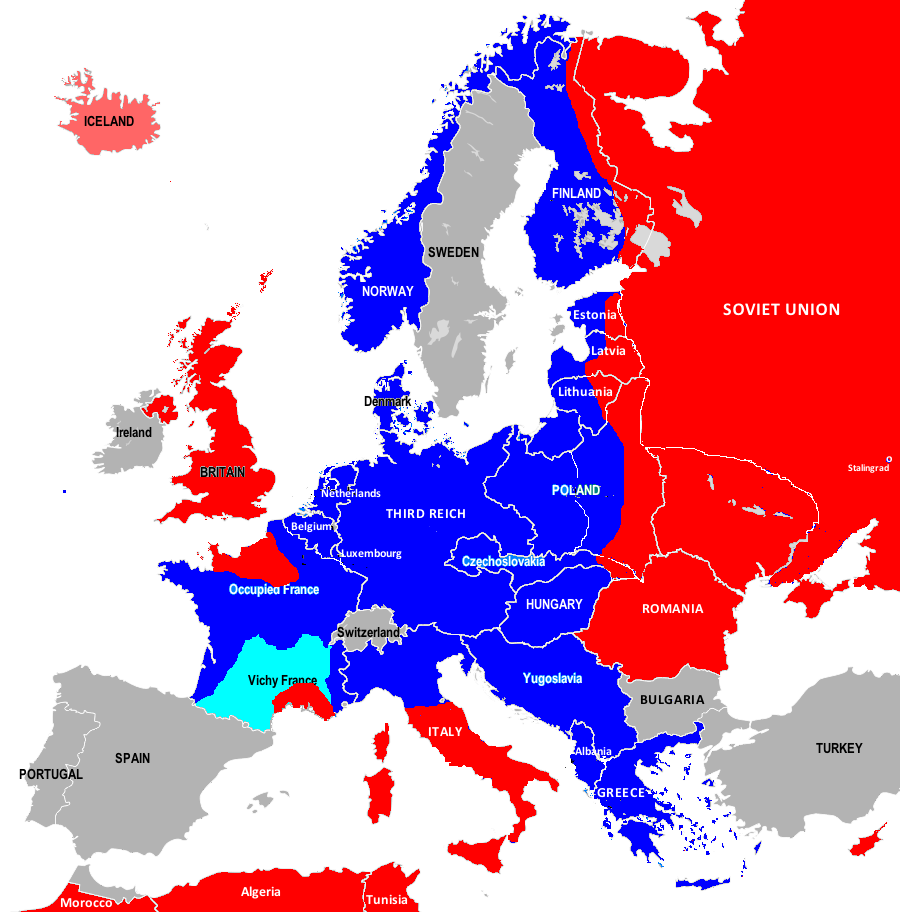 ICELAND
FINLAND
SWEDEN
NORWAY
SOVIET UNION
Estonia
Latvia
Lithuania
Denmark
Ireland
BRITAIN
Stalingrad
Netherlands
POLAND
THIRD REICH
Belgium
Luxembourg
Czechoslovakia
Occupied France
HUNGARY
ROMANIA
Switzerland
Vichy France
Yugoslavia
BULGARIA
ITALY
TURKEY
Albania
SPAIN
PORTUGAL
GREECE
Algeria
Tunisia
Morocco